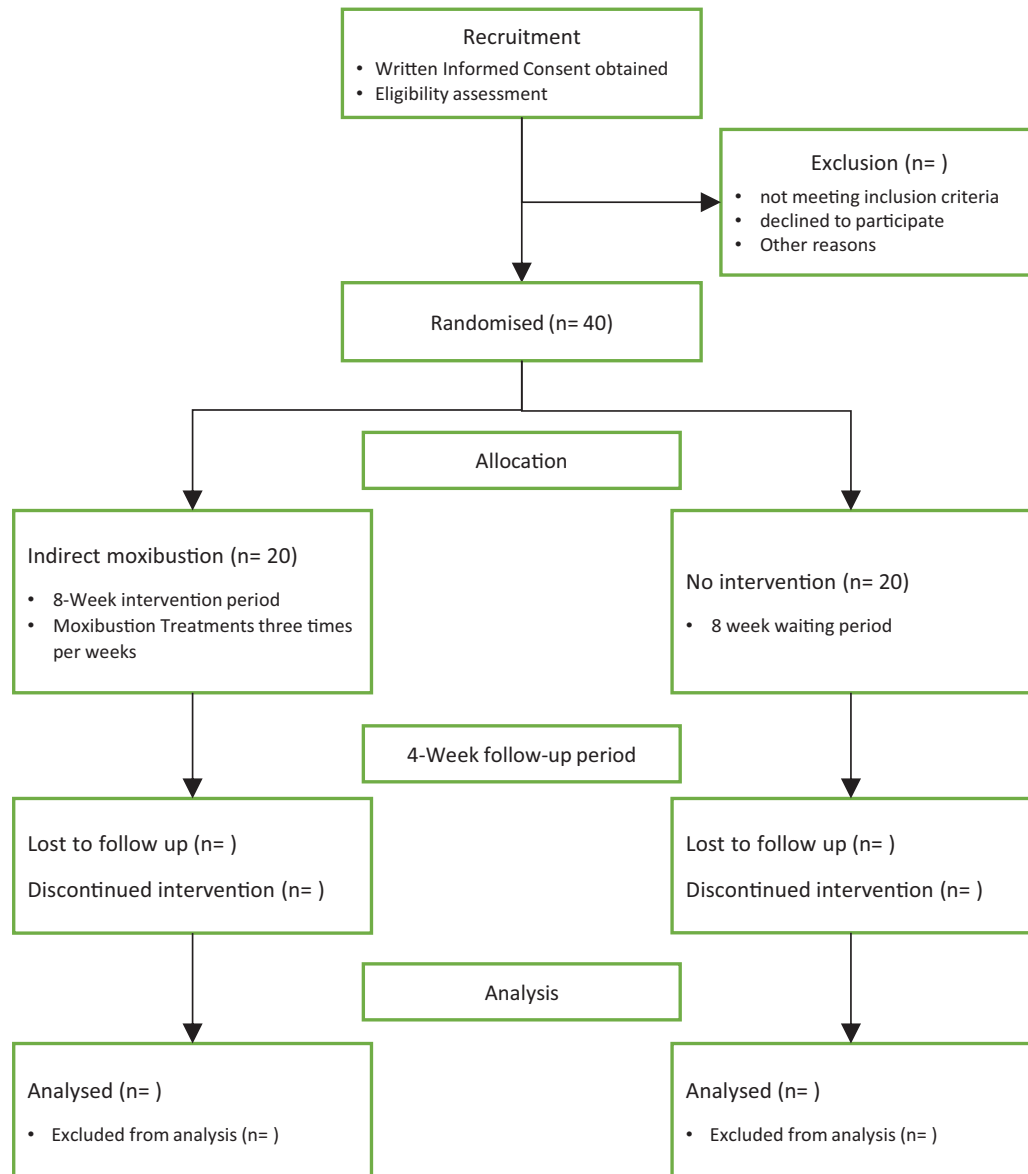 Recruitment
• Written Informed Consent obtained
• Eligibility assessment
Exclusion (n= )
• not meeting inclusion criteria
• declined to participate
• Other reasons
Randomised (n= 40)
Allocation
Indirect moxibustion (n= 20)
• 8-Week intervention period
• Moxibustion Treatments three times
per weeks
No intervention (n= 20)
• 8 week waiting period
4-Week follow-up period
Lost to follow up (n= )
Discontinued intervention (n= )
Lost to follow up (n= )
Discontinued intervention (n= )
Analysis
Analysed (n= )
• Excluded from analysis (n= )
Analysed (n= )
• Excluded from analysis (n= )